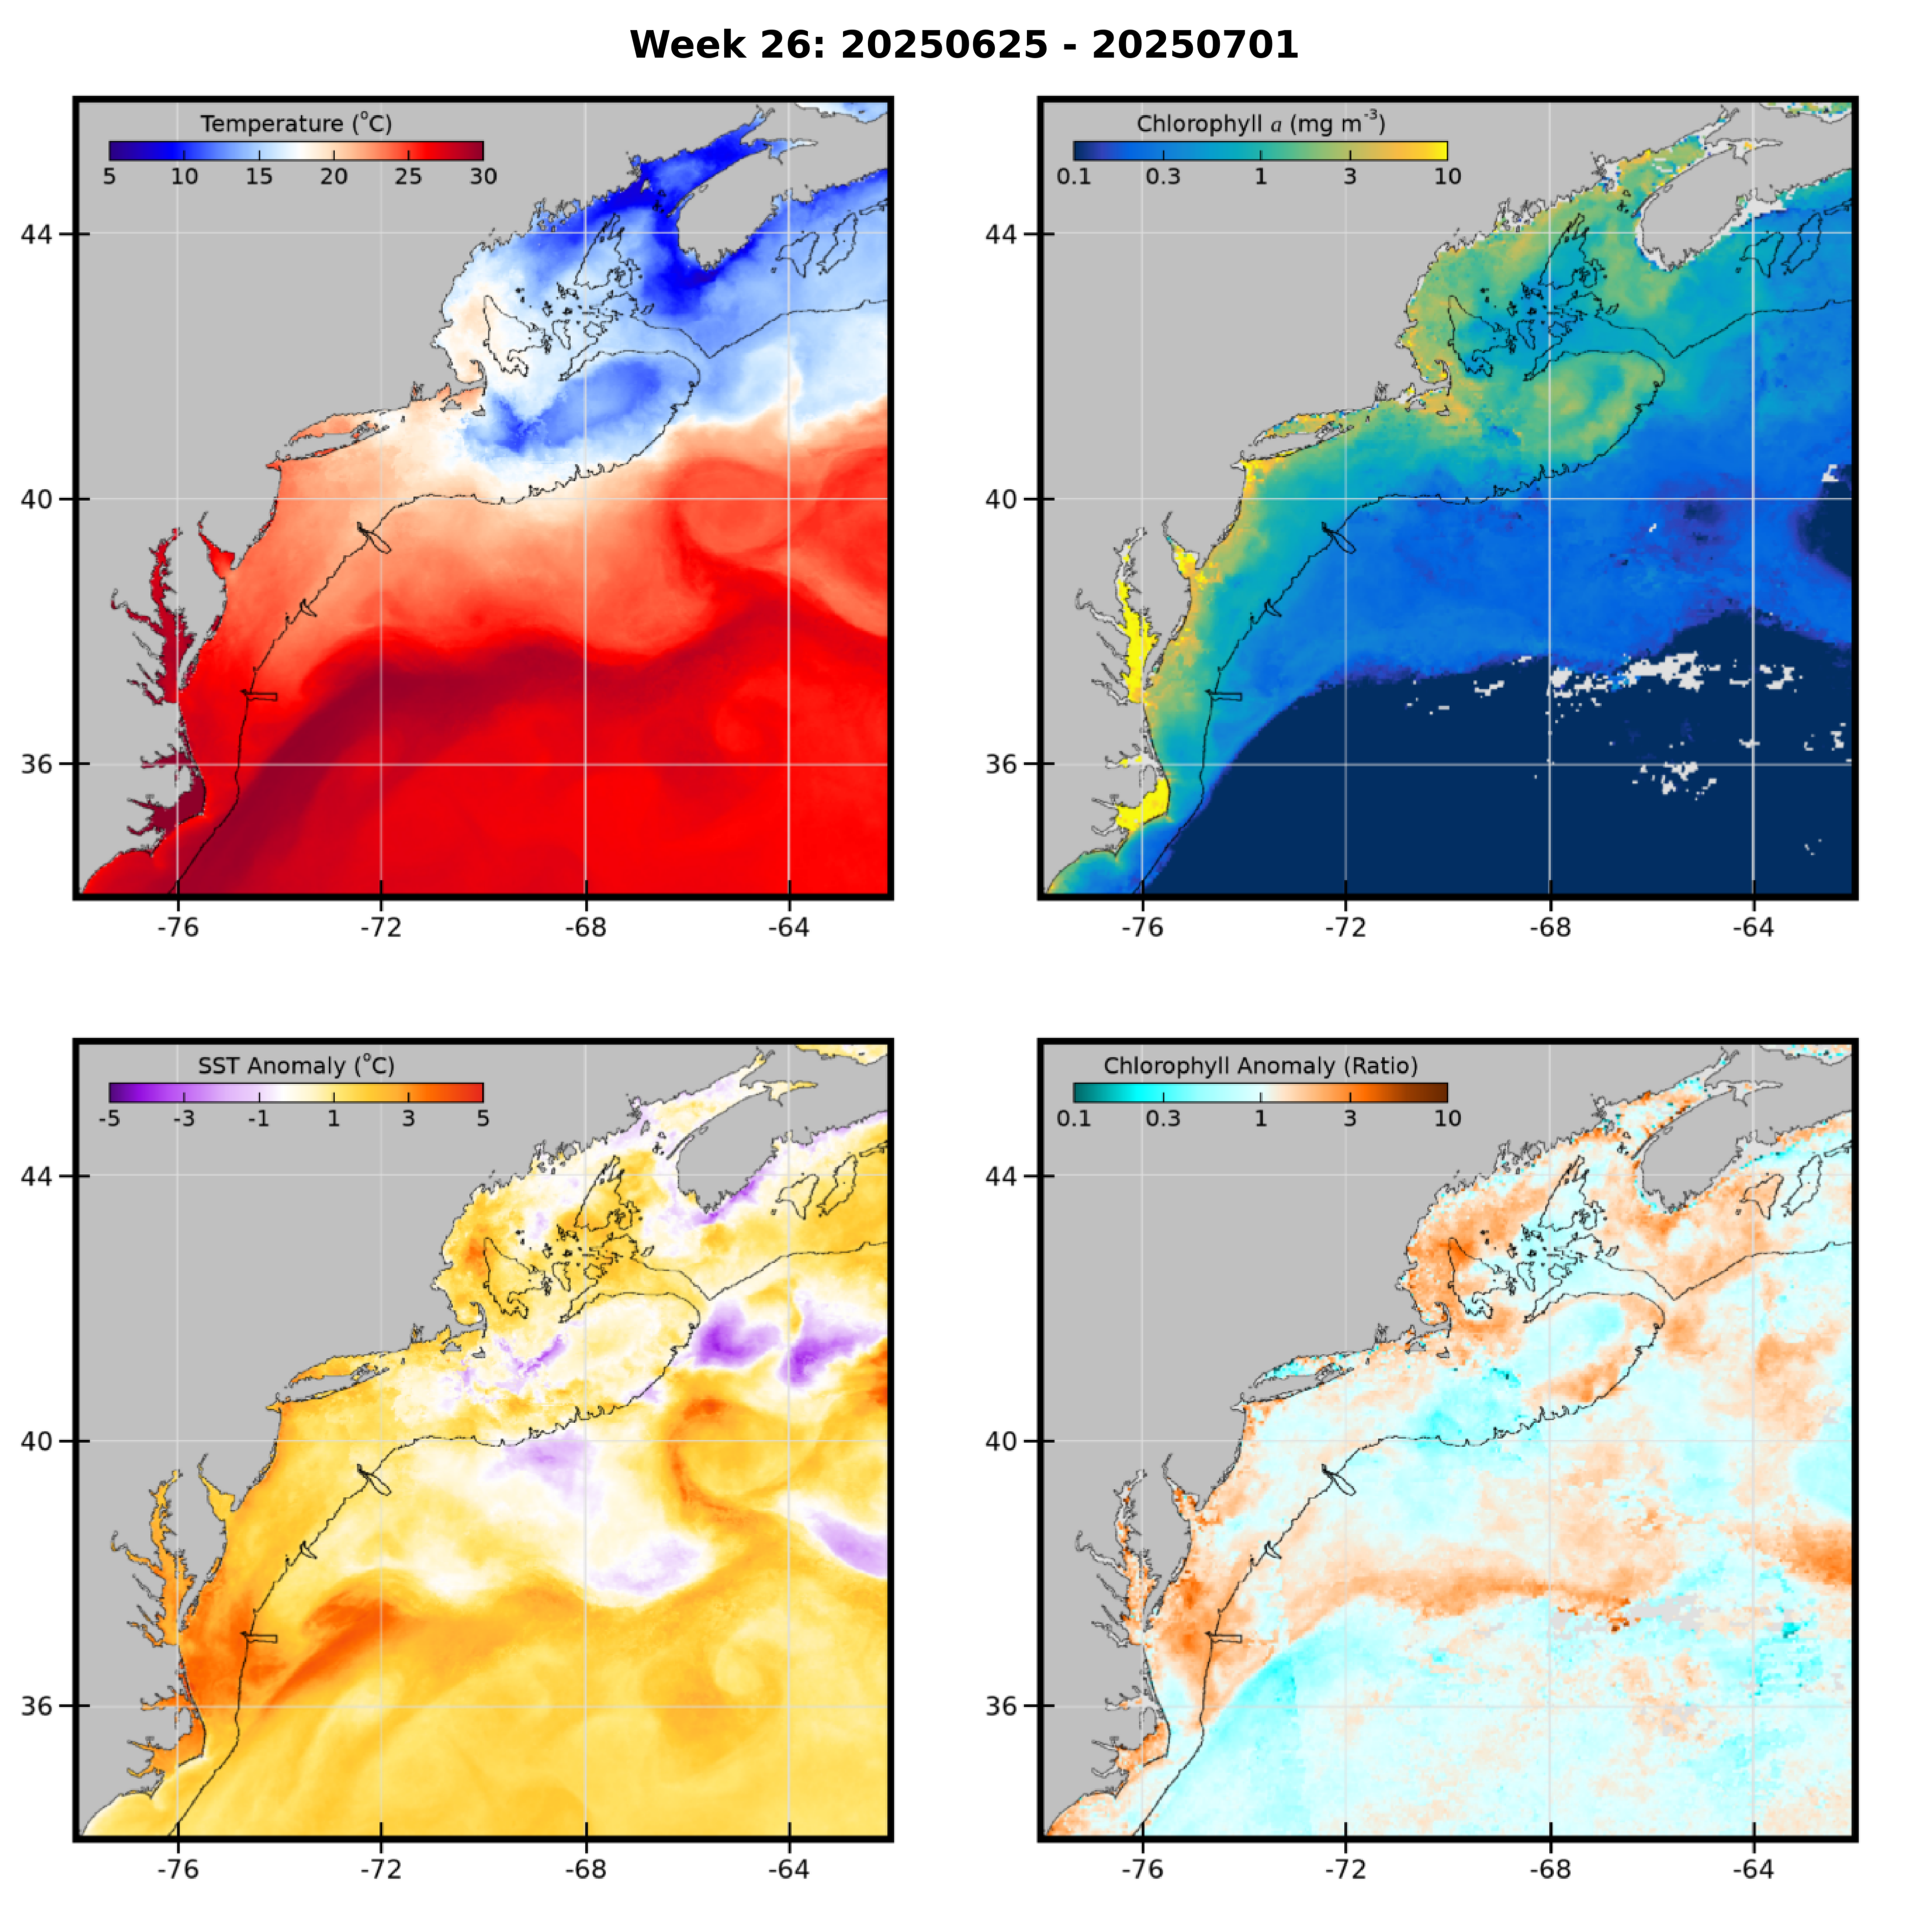 Week 26: 20250625 - 20250701
Temperature (°C)
5 10 15 20 25 30
44
40
36
-76 -72 -68 -64
Chlorophyll a (mg m⁻³)
0.1 0.3 1 3 10
44
40
36
-76 -72 -68 -64
SST Anomaly (°C)
-5 -3 -1 1 3 5
44
40
36
-76 -72 -68 -64
Chlorophyll Anomaly (Ratio)
0.1 0.3 1 3 10
44
40
36
-76 -72 -68 -64